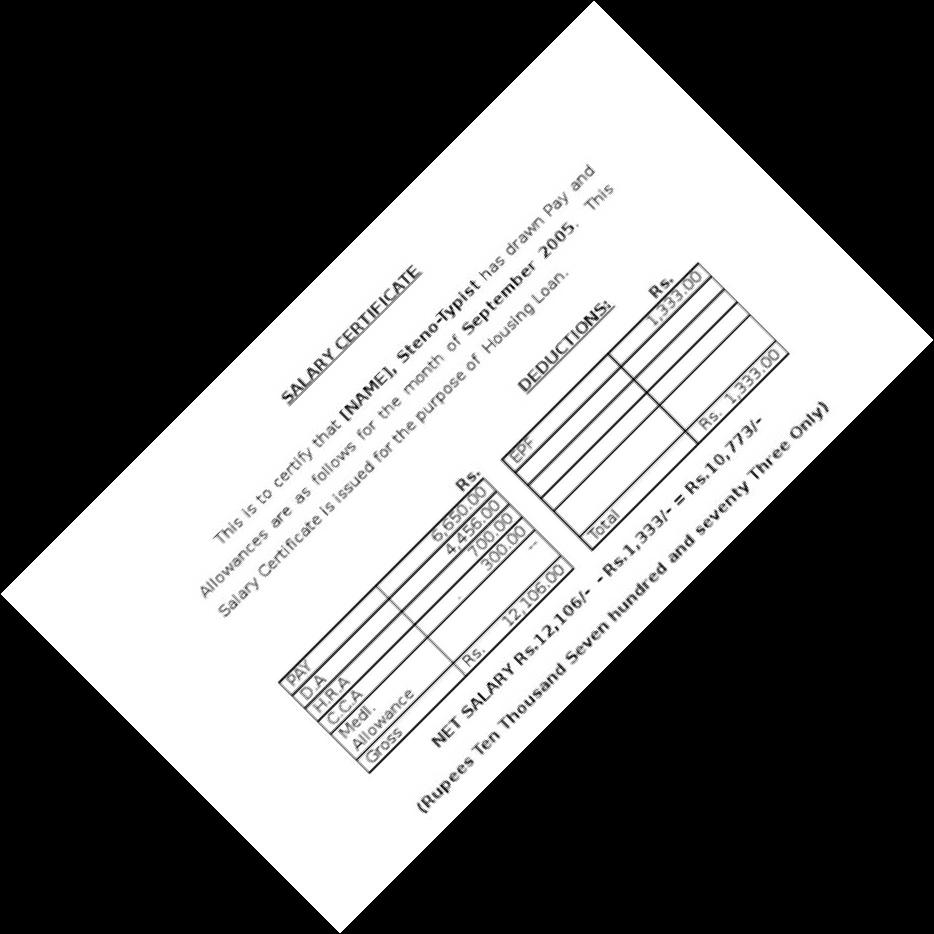 SALARY CERTIFICATE
This is to certify that [NAME], Steno-Typist has drawn Pay and
Allowances are as follows for the month of September 2005. This
Salary Certificate is issued for the purpose of Housing Loan.
Rs.
PAY 6,650.00
D.A 4,456.00
H.R.A 700.00
C.C.A 300.00
Medl.
Allowance --
Gross Rs. 12,106.00
DEDUCTIONS:
Rs.
EPF 1,333.00
Total Rs. 1,333.00
NET SALARY Rs.12,106/- - Rs.1,333/- = Rs.10,773/-
(Rupees Ten Thousand Seven hundred and seventy Three Only)